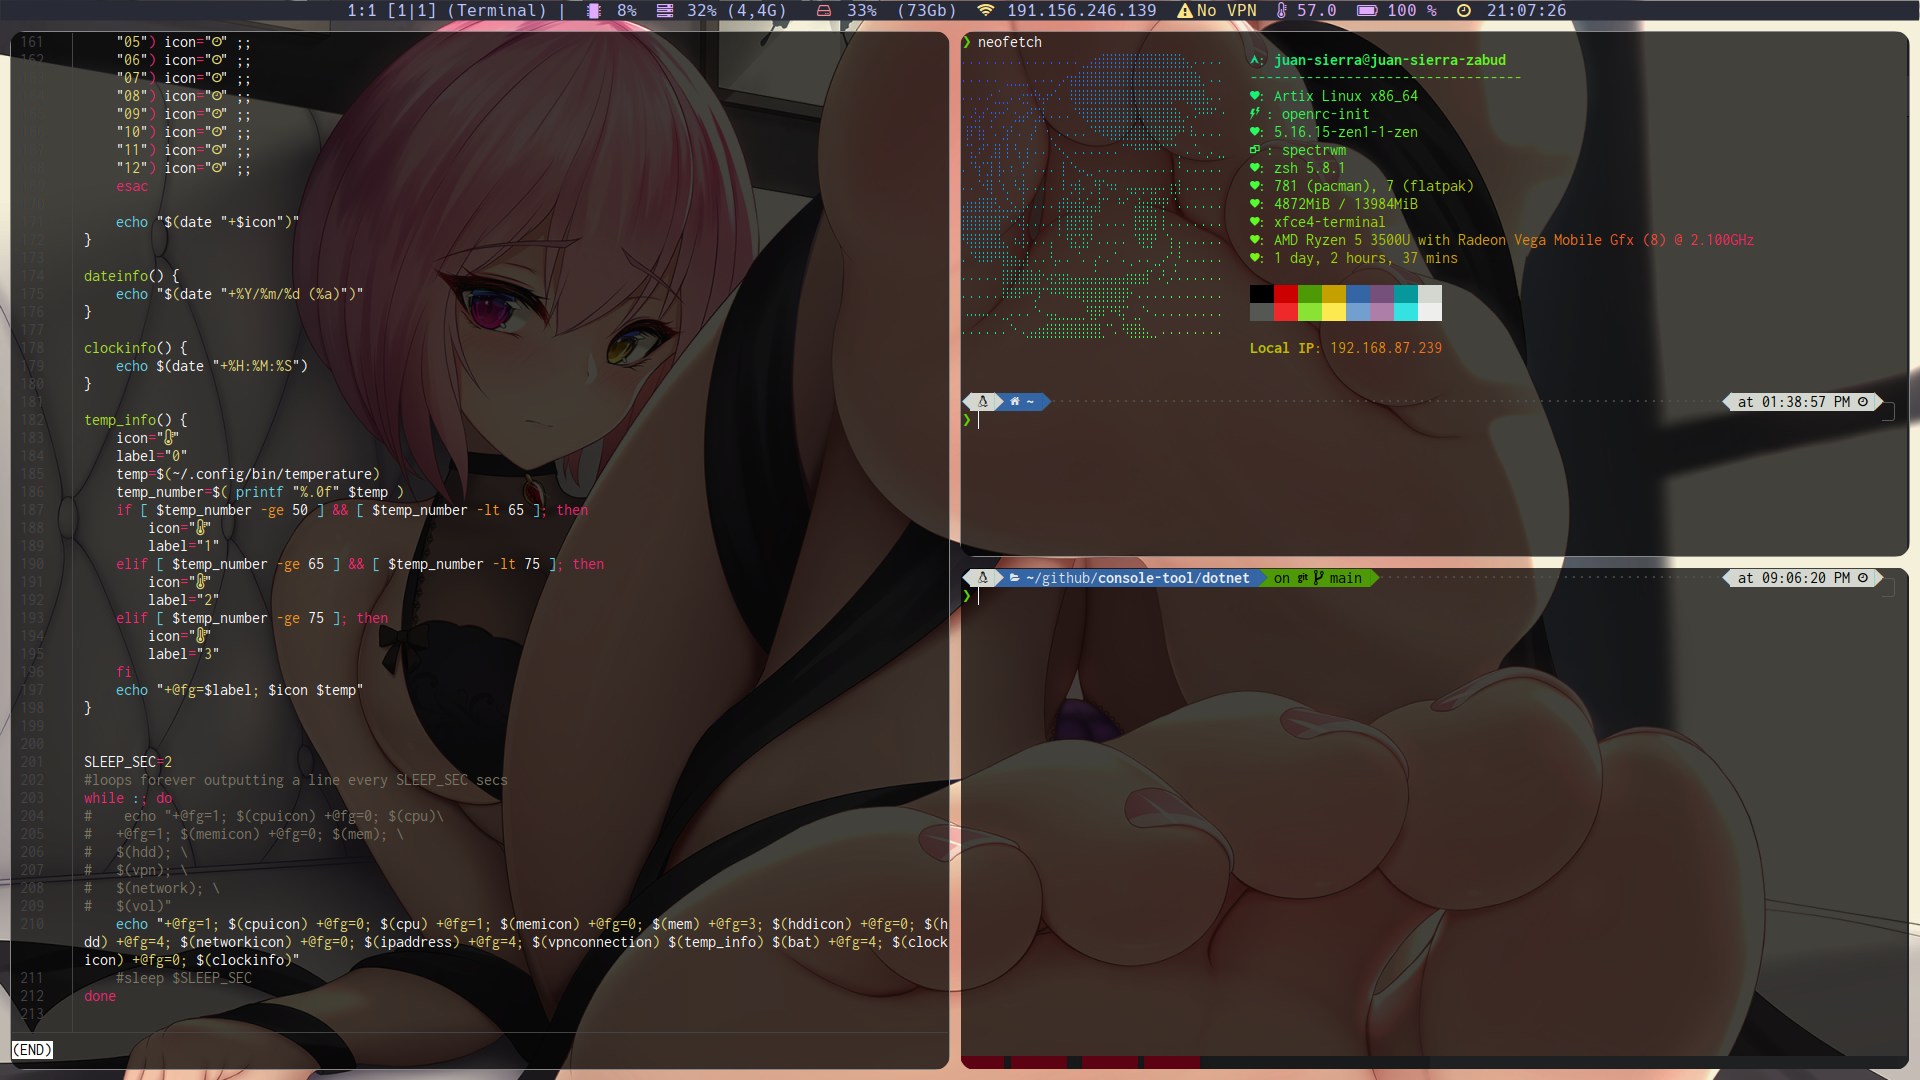 1:1 [1|1] (Terminal) | 8% 32% (4,4G) 33% (73Gb) 191.156.246.139 No VPN 57.0 100 % 21:07:26
161 "05") icon="" ;;
162 "06") icon="" ;;
"07") icon="" ;;
"08") icon="" ;;
"09") icon="" ;;
"10") icon="" ;;
"11") icon="" ;;
"12") icon="" ;;
esac
171 echo "$(date "+$icon")"
172 }
173
174 dateinfo() {
175 echo "$(date "+%Y/%m/%d (%a)")"
176 }
177
178 clockinfo() {
179 echo $(date "+%H:%M:%S")
180 }
181
182 temp_info() {
183 icon=""
184 label="0"
185 temp=$(~/.config/bin/temperature)
186 temp_number=$( printf "%.0f" $temp )
187 if [ $temp_number -ge 50 ] && [ $temp_number -lt 65 ]; then
188 icon=""
189 label="1"
190 elif [ $temp_number -ge 65 ] && [ $temp_number -lt 75 ]; then
191 icon=""
192 label="2"
193 elif [ $temp_number -ge 75 ]; then
194 icon=""
195 label="3"
196 fi
197 echo "+@fg=$label; $icon $temp"
198 }
199
200
201 SLEEP_SEC=2
202 #loops forever outputting a line every SLEEP_SEC secs
203 while :; do
204 # echo "+@fg=1; $(cpuicon) +@fg=0; $(cpu)\
205 # +@fg=1; $(memicon) +@fg=0; $(mem); \
206 # $(hdd); \
207 # $(vpn); \
208 # $(network); \
209 # $(vol)"
210 echo "+@fg=1; $(cpuicon) +@fg=0; $(cpu) +@fg=1; $(memicon) +@fg=0; $(mem) +@fg=3; $(hddicon) +@fg=0; $(h
dd) +@fg=4; $(networkicon) +@fg=0; $(ipaddress) +@fg=4; $(vpnconnection) $(temp_info) $(bat) +@fg=4; $(clock
icon) +@fg=0; $(clockinfo)"
211 #sleep $SLEEP_SEC
212 done
213
(END)
❯ neofetch
: juan-sierra@juan-sierra-zabud
----------------------------------
♥: Artix Linux x86_64
: openrc-init
♥: 5.16.15-zen1-1-zen
: spectrwm
♥: zsh 5.8.1
♥: 781 (pacman), 7 (flatpak)
♥: 4872MiB / 13984MiB
♥: xfce4-terminal
♥: AMD Ryzen 5 3500U with Radeon Vega Mobile Gfx (8) @ 2.100GHz
♥: 1 day, 2 hours, 37 mins
Local IP: 192.168.87.239
~ at 01:38:57 PM
❯
~/github/console-tool/dotnet on git main at 09:06:20 PM
❯